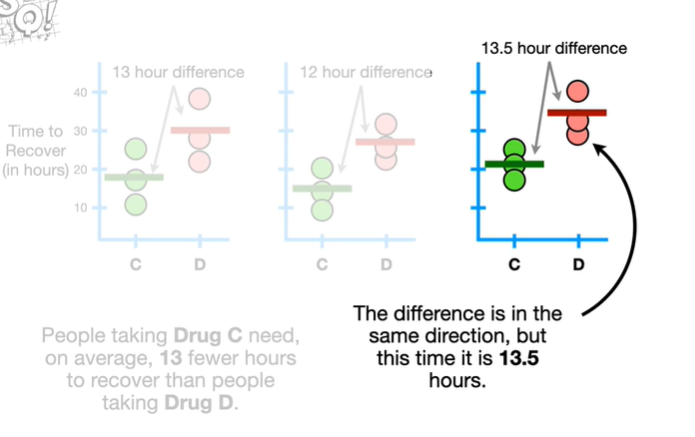 SQ!
13.5 hour difference
13 hour difference
12 hour difference
40
30
20
10
Time to
Recover
(in hours)
C
D
C
D
C
D
People taking Drug C need,
on average, 13 fewer hours
to recover than people
taking Drug D.
The difference is in the
same direction, but
this time it is 13.5
hours.